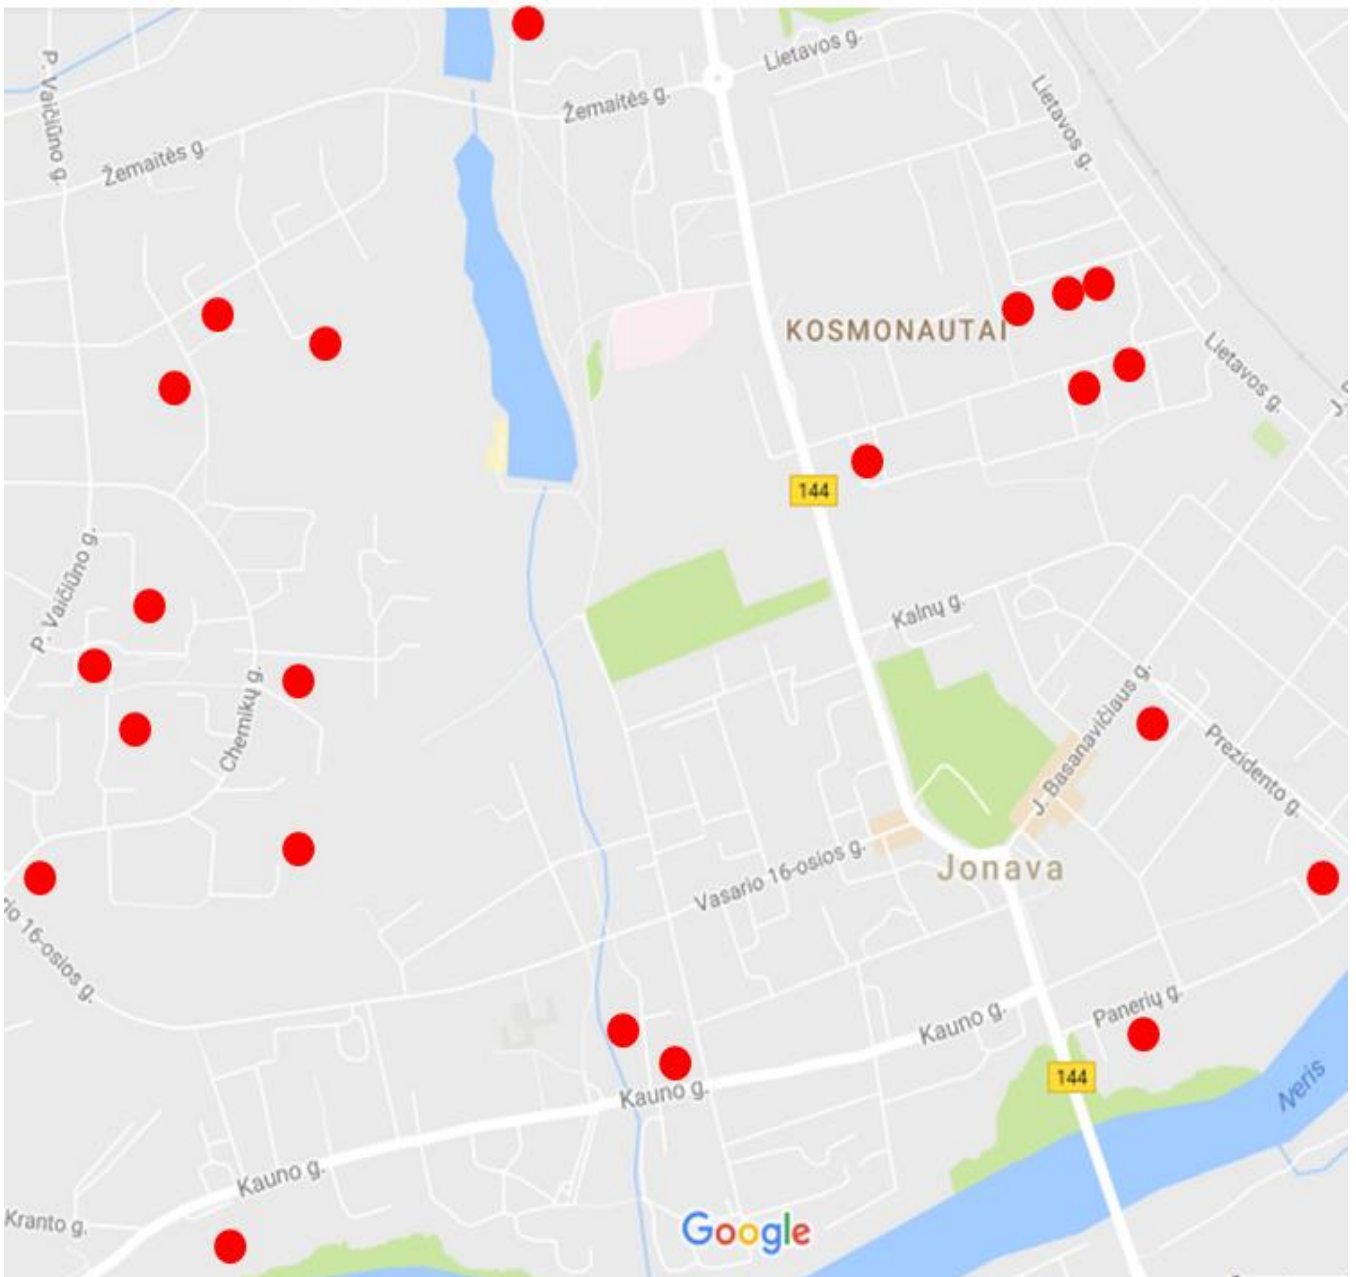 Lietavos g.
P. Vaičiūno g.
Žemaitės g.
Lietavos g.
Žemaitės g.
KOSMONAUTAI
Lietavos g.
144
P. Vaičiūno g.
Kalnų g.
Chemikų g.
J. Basanavičiaus g.
Prezidento g.
Vasario 16-osios g.
Jonava
rio 16-osios g.
Panerių g.
Kauno g.
144
Kauno g.
Neris
Kauno g.
Kranto g.
Google